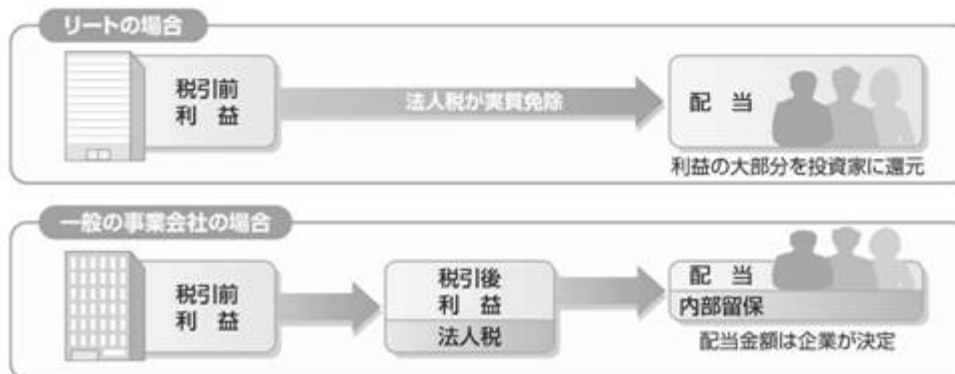 リートの場合
税引前
利　益
法人税が実質免除
配　当
利益の大部分を投資家に還元
一般の事業会社の場合
税引前
利　益
税引後
利　益
法人税
配　当
内部留保
配当金額は企業が決定